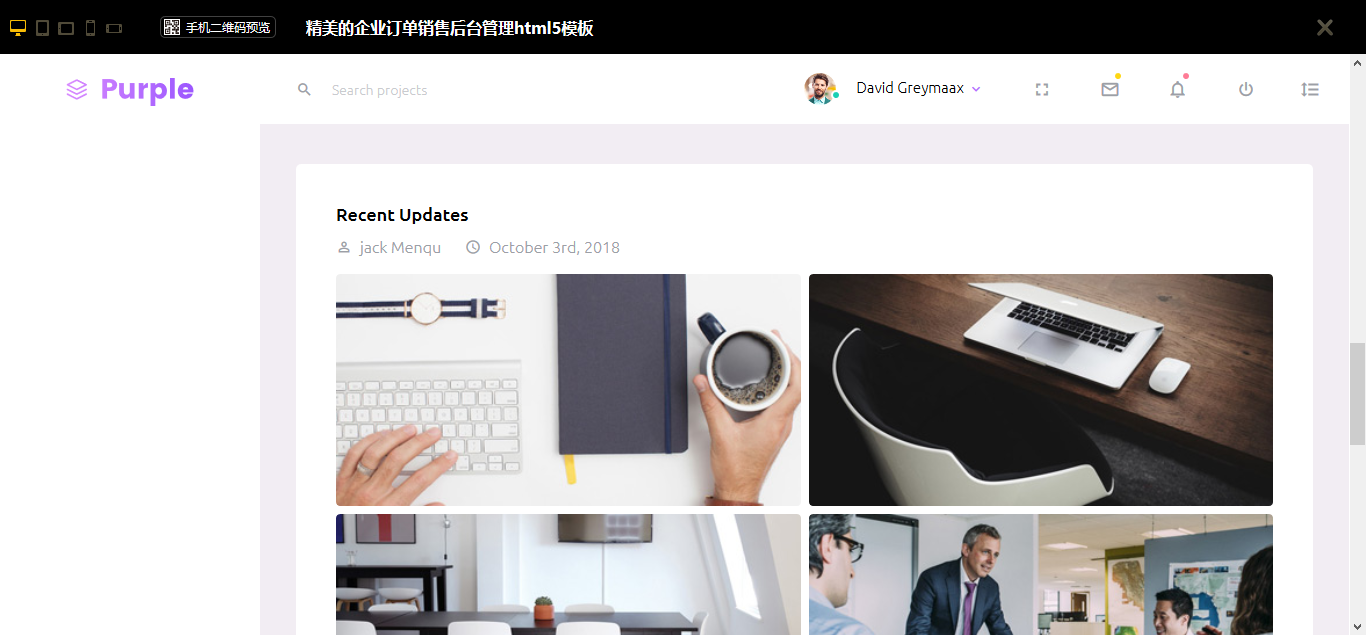 手机二维码预览
精美的企业订单销售后台管理html5模板
Purple
Search projects
David Greymaax
Recent Updates
jack Menqu
October 3rd, 2018